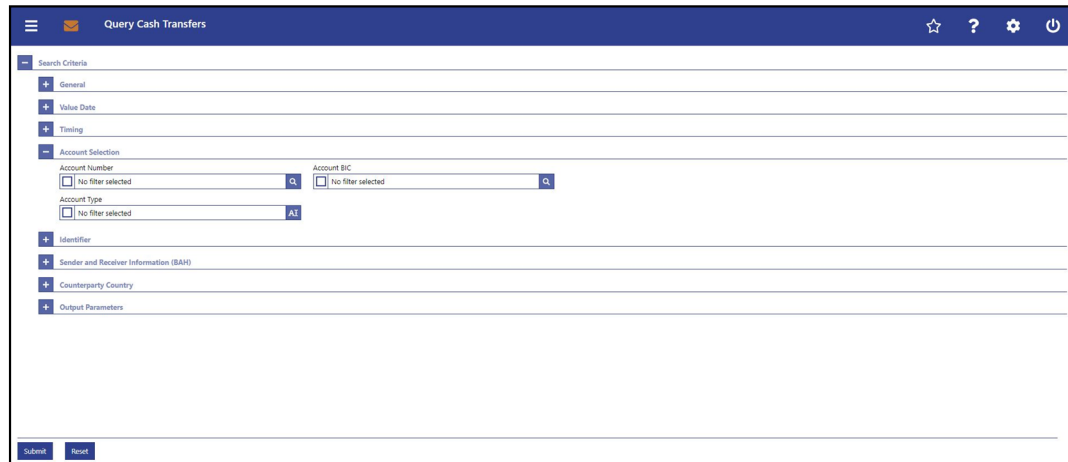 Query Cash Transfers
Search Criteria
General
Value Date
Timing
Account Selection
Account Number Account BIC
No filter selected No filter selected
Account Type
No filter selected AI
Identifier
Sender and Receiver Information (BAH)
Counterparty Country
Output Parameters
Submit Reset